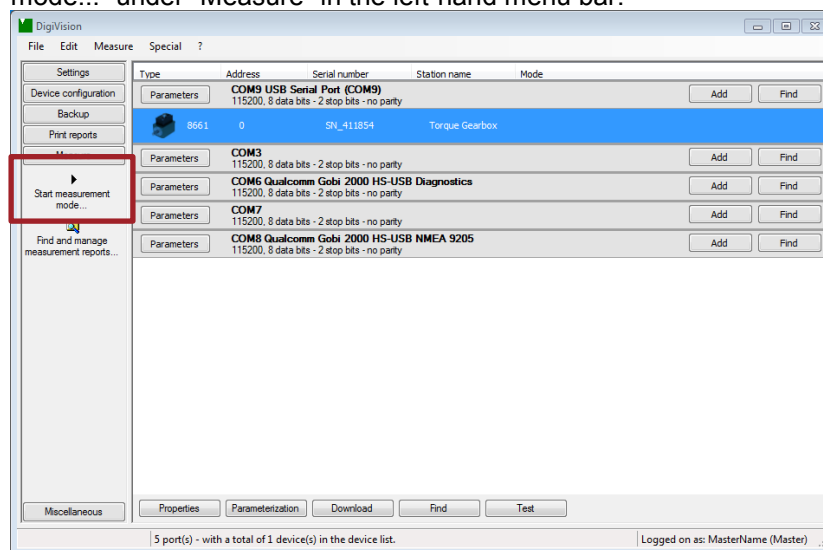 mode..." under "Measure" in the left-hand menu bar.
DigiVision
File Edit Measure Special ?
Settings
Device configuration
Backup
Print reports
Measure
Start measurement
mode...
Find and manage
measurement reports...
Miscellaneous
Type Address Serial number Station name Mode
Parameters COM9 USB Serial Port (COM9) Add Find
115200, 8 data bits - 2 stop bits - no parity
8661 0 SN_411854 Torque Gearbox
Parameters COM3 Add Find
115200, 8 data bits - 2 stop bits - no parity
Parameters COM6 Qualcomm Gobi 2000 HS-USB Diagnostics Add Find
115200, 8 data bits - 2 stop bits - no parity
Parameters COM7 Add Find
115200, 8 data bits - 2 stop bits - no parity
Parameters COM8 Qualcomm Gobi 2000 HS-USB NMEA 9205 Add Find
115200, 8 data bits - 2 stop bits - no parity
Properties Parameterization Download Find Test
5 port(s) - with a total of 1 device(s) in the device list. Logged on as: MasterName (Master)